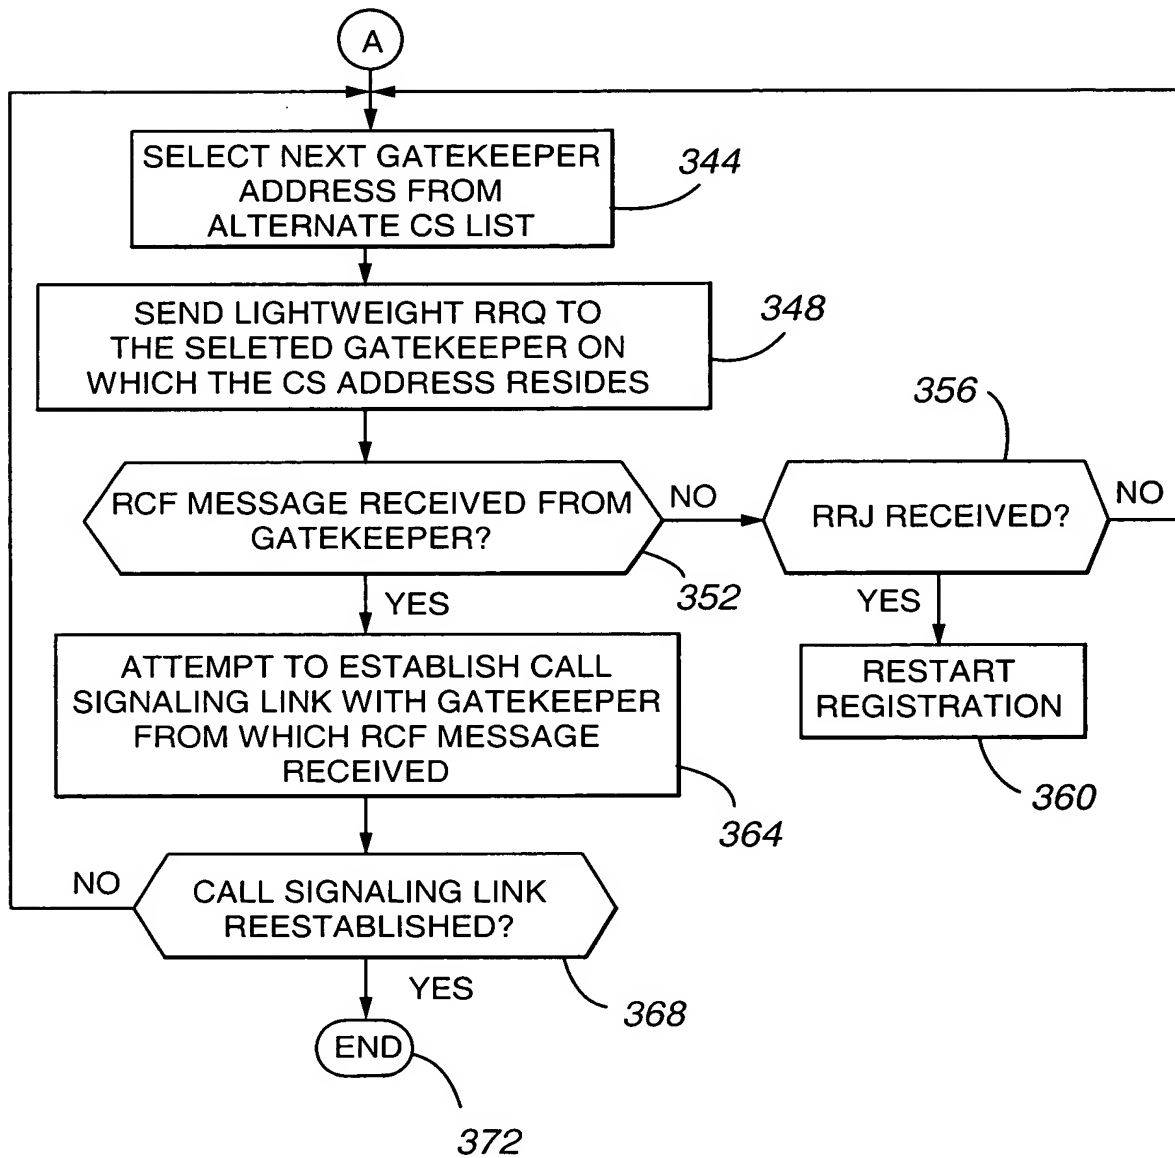 A
SELECT NEXT GATEKEEPER
ADDRESS FROM
ALTERNATE CS LIST
344
SEND LIGHTWEIGHT RRQ TO
THE SELETED GATEKEEPER ON
WHICH THE CS ADDRESS RESIDES
348
RCF MESSAGE RECEIVED FROM
GATEKEEPER?
352
NO
356
RRJ RECEIVED?
NO
YES
YES
RESTART
REGISTRATION
360
ATTEMPT TO ESTABLISH CALL
SIGNALING LINK WITH GATEKEEPER
FROM WHICH RCF MESSAGE
RECEIVED
364
NO
CALL SIGNALING LINK
REESTABLISHED?
368
YES
END
372